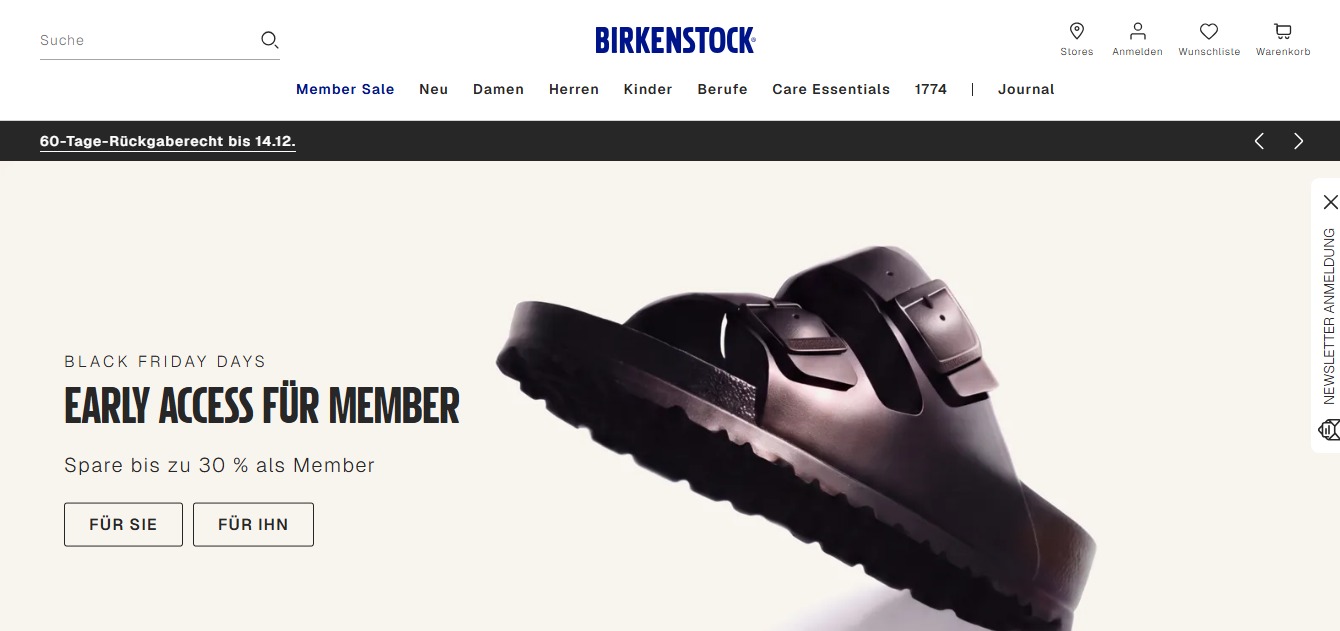 Suche
BIRKENSTOCK®
Stores
Anmelden
Wunschliste
Warenkorb
Member Sale
Neu
Damen
Herren
Kinder
Berufe
Care Essentials
1774
|
Journal
60-Tage-Rückgaberecht bis 14.12.
BLACK FRIDAY DAYS
EARLY ACCESS FÜR MEMBER
Spare bis zu 30 % als Member
FÜR SIE
FÜR IHN
NEWSLETTER ANMELDUNG